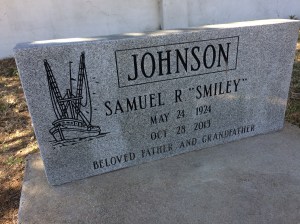 JOHNSON
SAMUEL R "SMILEY"
MAY 24 1924
OCT 28 2013
BELOVED FATHER AND GRANDFATHER